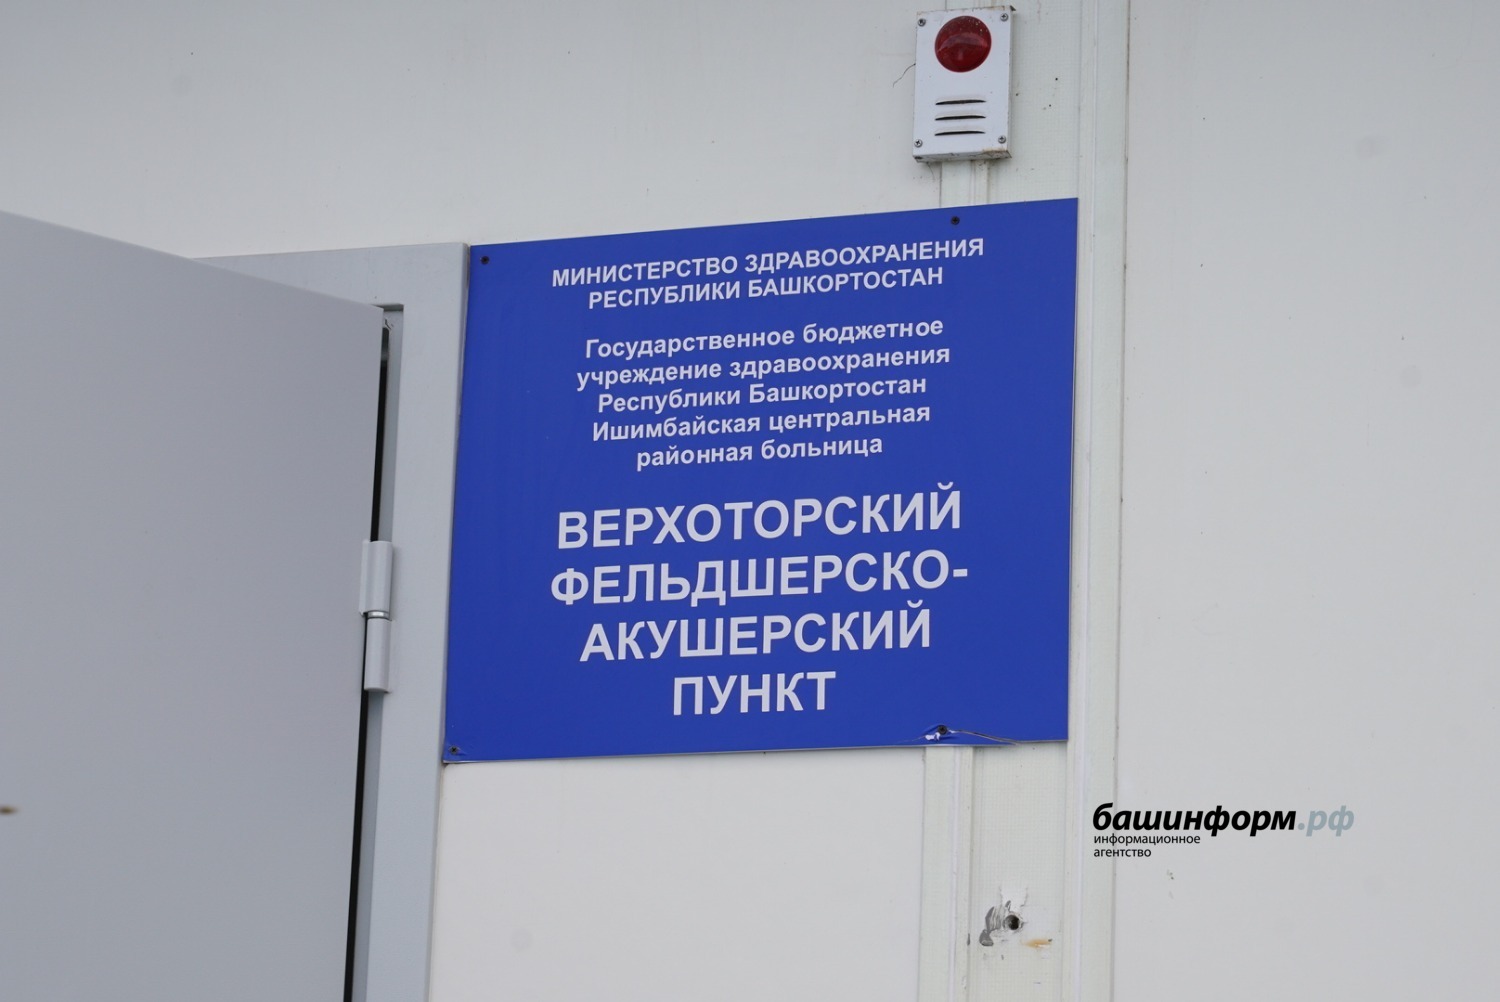 МИНИСТЕРСТВО ЗДРАВООХРАНЕНИЯ
РЕСПУБЛИКИ БАШКОРТОСТАН
Государственное бюджетное
учреждение здравоохранения
Республики Башкортостан
Ишимбайская центральная
районная больница
ВЕРХОТОРСКИЙ
ФЕЛЬДШЕРСКО-
АКУШЕРСКИЙ
ПУНКТ
башинформ.рф
информационное
агентство